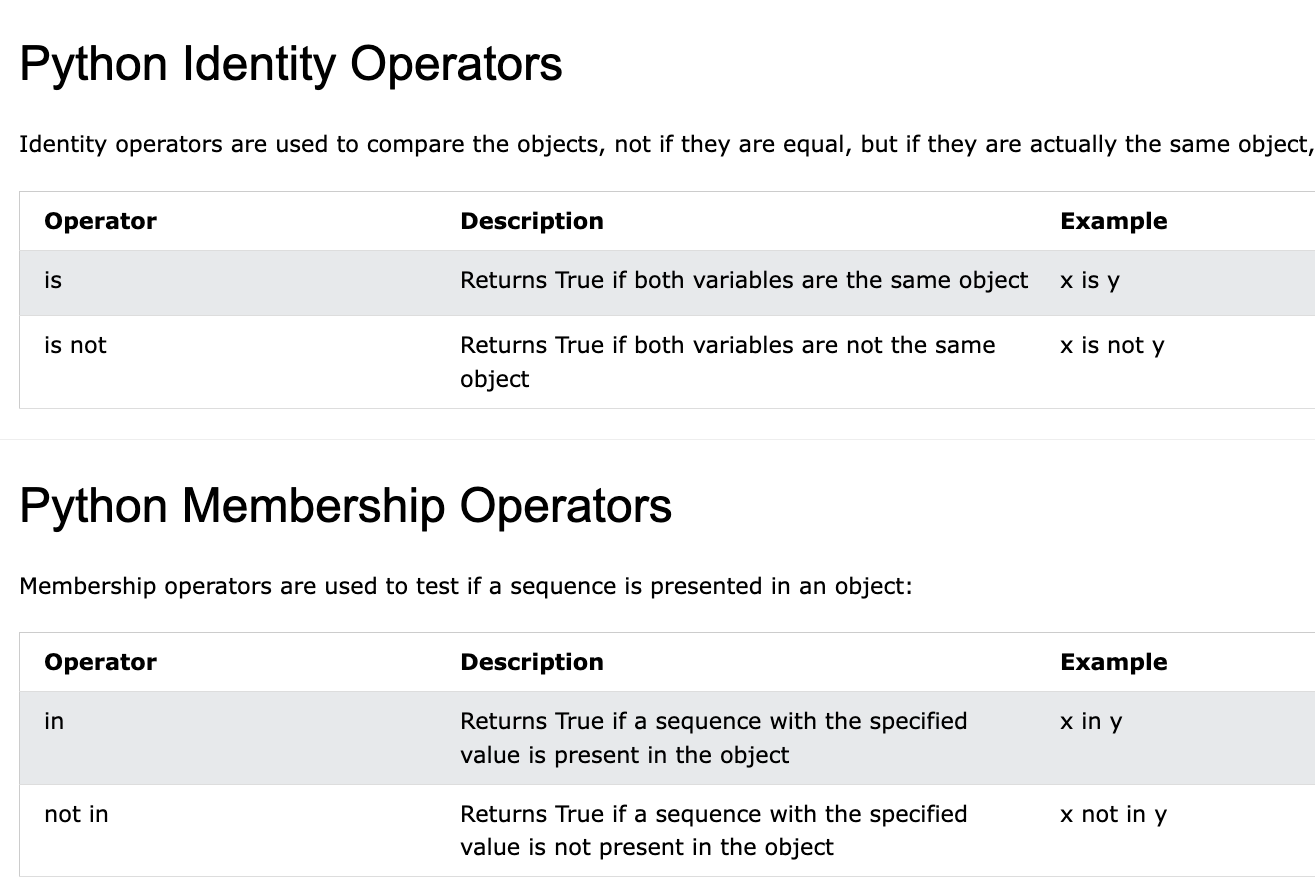 Python Identity Operators
Identity operators are used to compare the objects, not if they are equal, but if they are actually the same object,
Operator Description Example
is Returns True if both variables are the same object x is y
is not Returns True if both variables are not the same x is not y
object
Python Membership Operators
Membership operators are used to test if a sequence is presented in an object:
Operator Description Example
in Returns True if a sequence with the specified x in y
value is present in the object
not in Returns True if a sequence with the specified x not in y
value is not present in the object